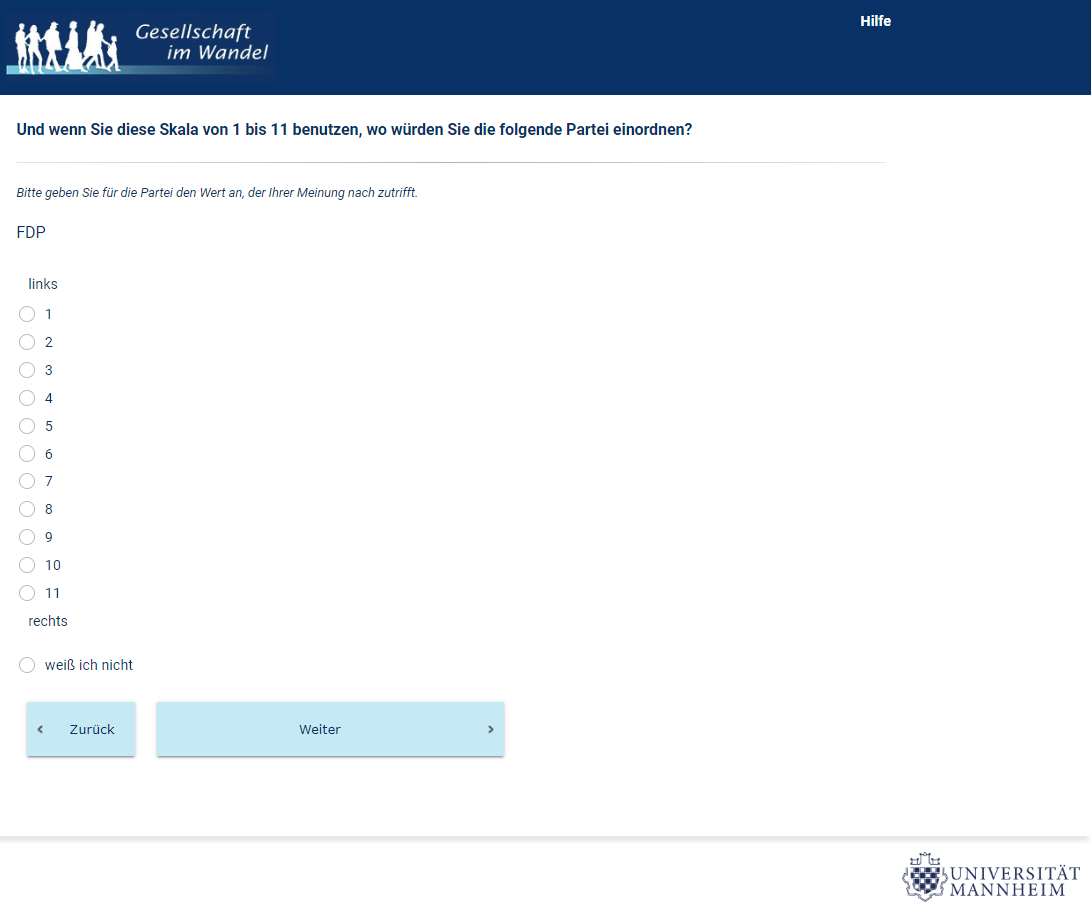 Gesellschaft
im Wandel
Hilfe
Und wenn Sie diese Skala von 1 bis 11 benutzen, wo würden Sie die folgende Partei einordnen?
Bitte geben Sie für die Partei den Wert an, der Ihrer Meinung nach zutrifft.
FDP
links
1
2
3
4
5
6
7
8
9
10
11
rechts
weiß ich nicht
Zurück
Weiter
UNIVERSITÄT
MANNHEIM